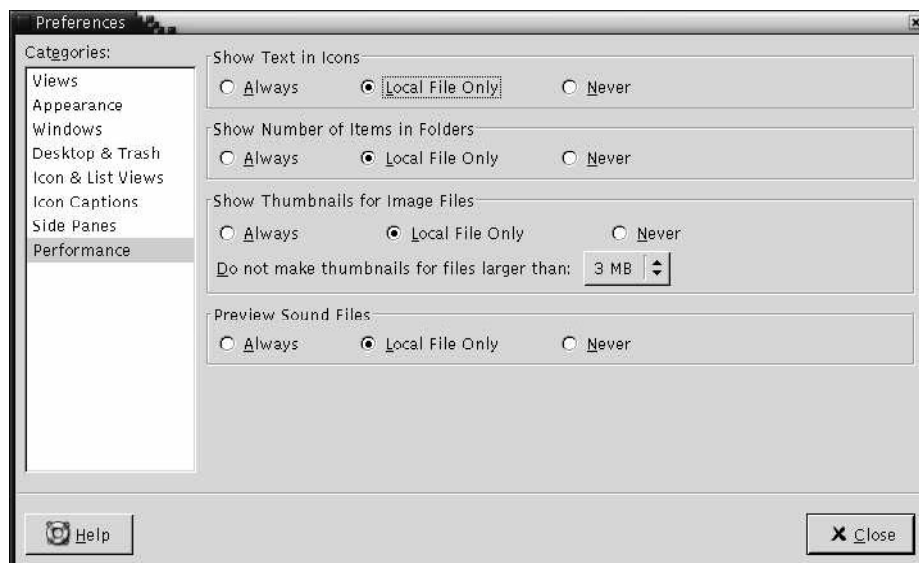 Preferences
Categories:
Views
Appearance
Windows
Desktop & Trash
Icon & List Views
Icon Captions
Side Panes
Performance
Show Text in Icons
Always Local File Only Never
Show Number of Items in Folders
Always Local File Only Never
Show Thumbnails for Image Files
Always Local File Only Never
Do not make thumbnails for files larger than: 3 MB
Preview Sound Files
Always Local File Only Never
Help
Close